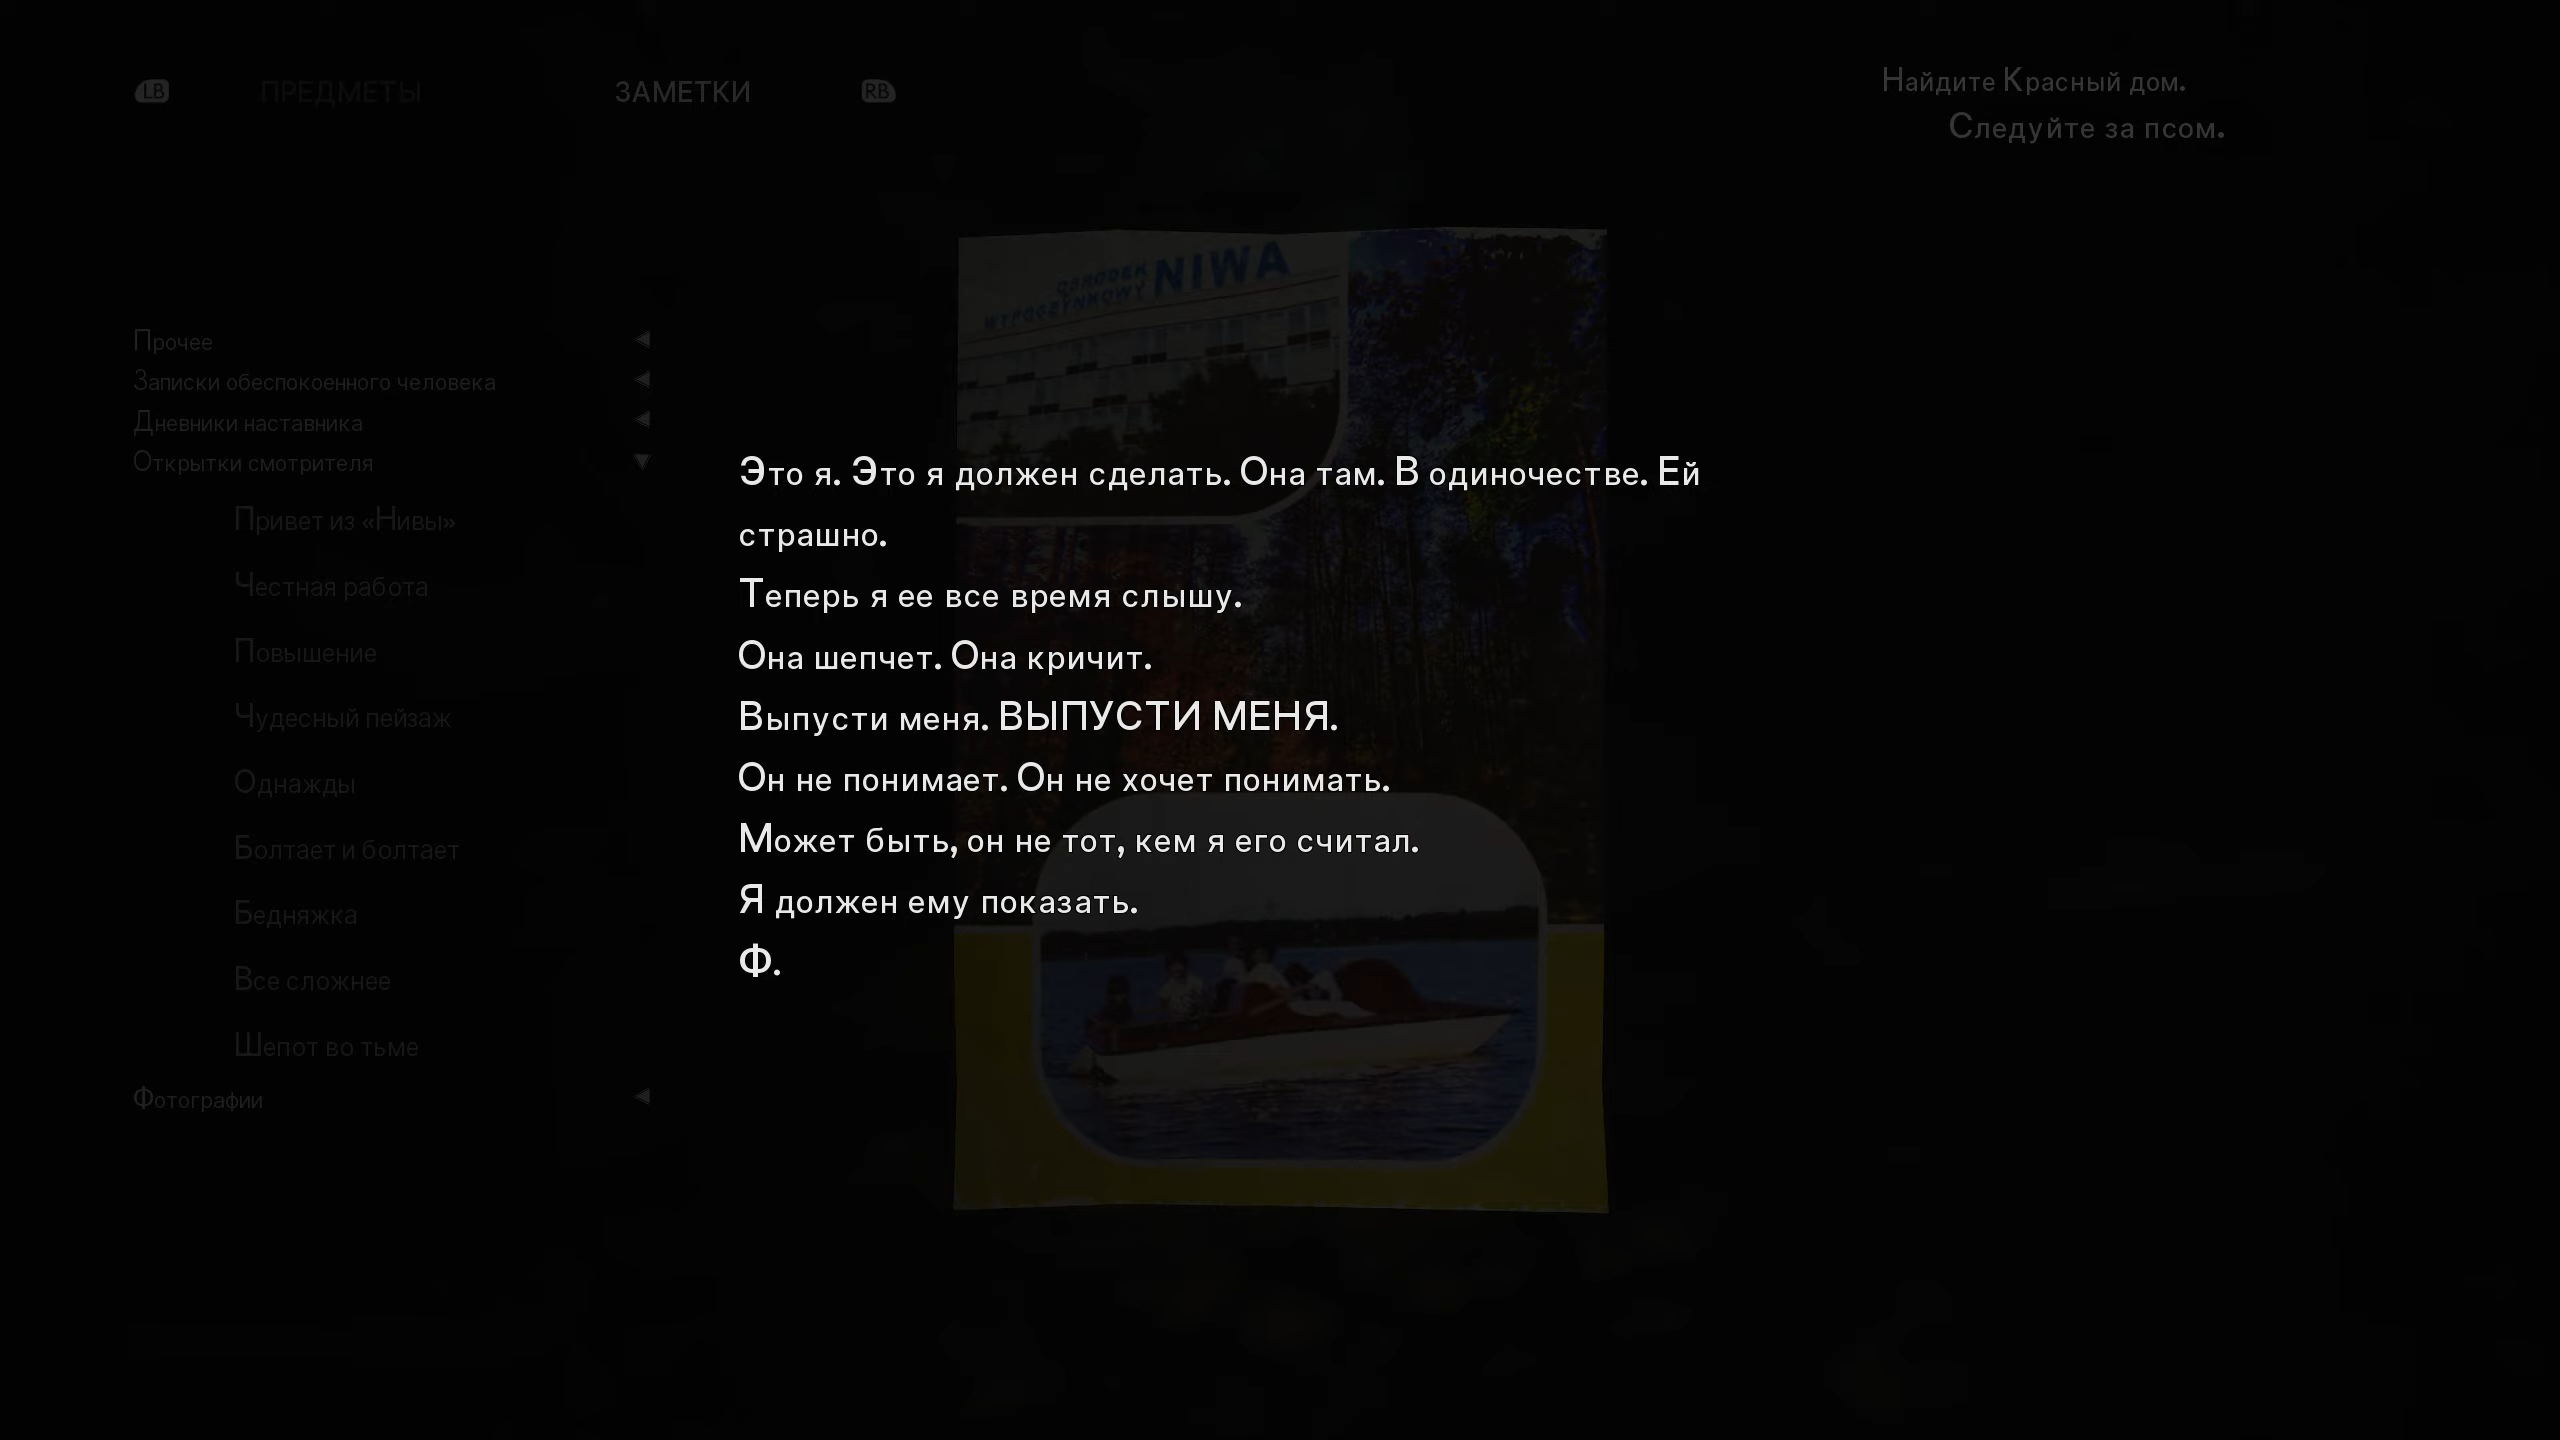 LB ПРЕДМЕТЫ ЗАМЕТКИ RB
Найдите Красный дом.
Следуйте за псом.
OŚRODEK NIWA
WYPOCZYNKOWY
Прочее
Записки обеспокоенного человека
Дневники наставника
Открытки смотрителя
Привет из «Нивы»
Честная работа
Повышение
Чудесный пейзаж
Однажды
Болтает и болтает
Бедняжка
Все сложнее
Шепот во тьме
Фотографии
Это я. Это я должен сделать. Она там. В одиночестве. Ей
страшно.
Теперь я ее все время слышу.
Она шепчет. Она кричит.
Выпусти меня. ВЫПУСТИ МЕНЯ.
Он не понимает. Он не хочет понимать.
Может быть, он не тот, кем я его считал.
Я должен ему показать.
Ф.